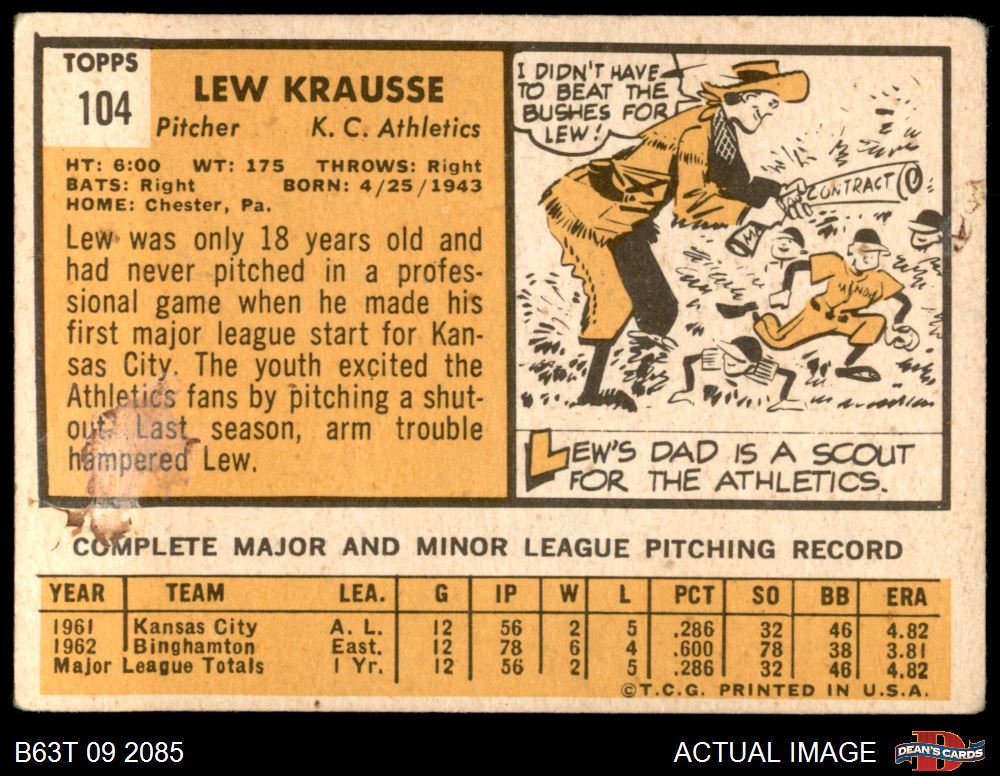 TOPPS
104
LEW KRAUSSE
Pitcher K. C. Athletics
HT: 6:00 WT: 175 THROWS: Right
BATS: Right BORN: 4/25/1943
HOME: Chester, Pa.
Lew was only 18 years old and
had never pitched in a profes-
sional game when he made his
first major league start for Kan-
sas City. The youth excited the
Athletics fans by pitching a shut-
out. Last season, arm trouble
hampered Lew.
I DIDN'T HAVE
TO BEAT THE
BUSHES FOR
LEW!
CONTRACT
LEW'S DAD IS A SCOUT
FOR THE ATHLETICS.
COMPLETE MAJOR AND MINOR LEAGUE PITCHING RECORD
YEAR TEAM LEA. G IP W L PCT SO BB ERA
1961 Kansas City A. L. 12 56 2 5 .286 32 46 4.82
1962 Binghamton East. 12 78 6 4 .600 78 38 3.81
Major League Totals 1 Yr. 12 56 2 5 .286 32 46 4.82
©T.C.G. PRINTED IN U.S.A.
B63T 09 2085
ACTUAL IMAGE
D
DEAN'S CARDS